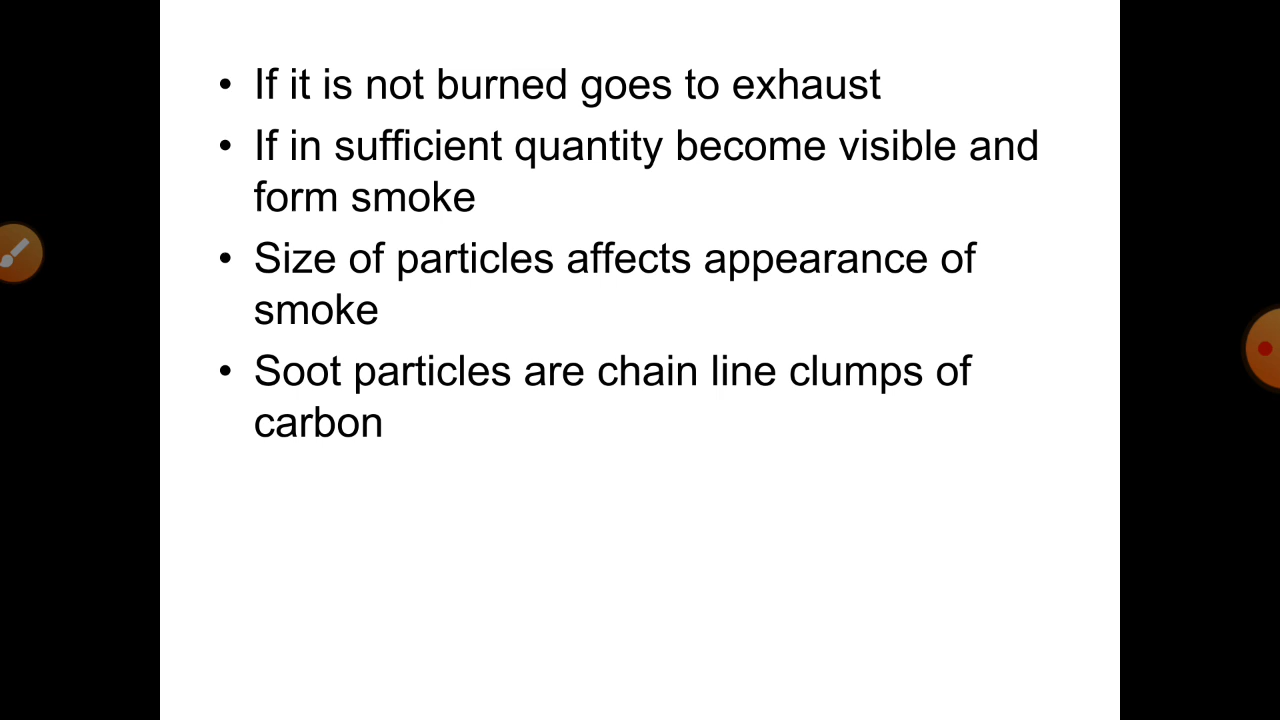 • If it is not burned goes to exhaust
• If in sufficient quantity become visible and
form smoke
• Size of particles affects appearance of
smoke
• Soot particles are chain line clumps of
carbon